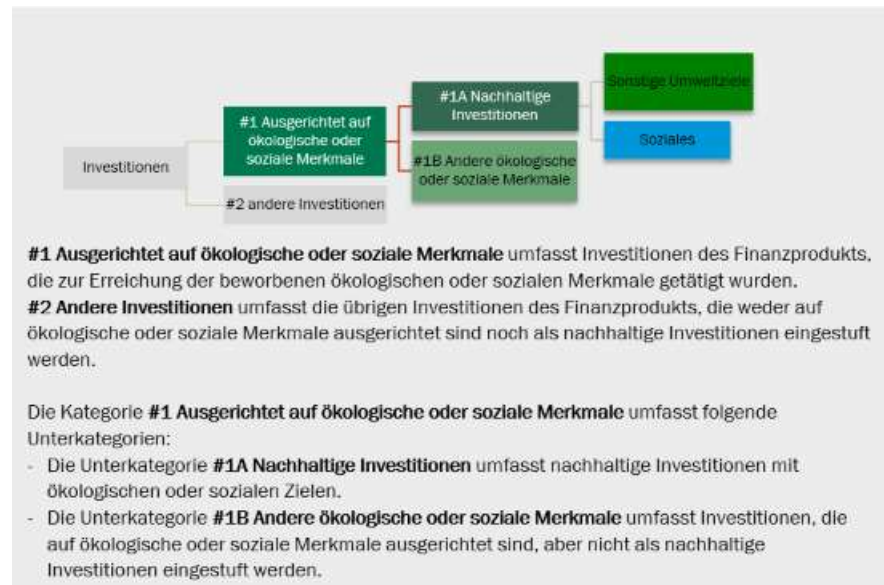 Sonstige Umweltziele
#1A Nachhaltige
Investitionen
#1 Ausgerichtet auf
ökologische oder
soziale Merkmale
Soziales
Investitionen
#1B Andere ökologische
oder soziale Merkmale
#2 andere Investitionen
#1 Ausgerichtet auf ökologische oder soziale Merkmale umfasst Investitionen des Finanzprodukts,
die zur Erreichung der beworbenen ökologischen oder sozialen Merkmale getätigt wurden.
#2 Andere Investitionen umfasst die übrigen Investitionen des Finanzprodukts, die weder auf
ökologische oder soziale Merkmale ausgerichtet sind noch als nachhaltige Investitionen eingestuft
werden.
Die Kategorie #1 Ausgerichtet auf ökologische oder soziale Merkmale umfasst folgende
Unterkategorien:
- Die Unterkategorie #1A Nachhaltige Investitionen umfasst nachhaltige Investitionen mit
ökologischen oder sozialen Zielen.
- Die Unterkategorie #1B Andere ökologische oder soziale Merkmale umfasst Investitionen, die
auf ökologische oder soziale Merkmale ausgerichtet sind, aber nicht als nachhaltige
Investitionen eingestuft werden.